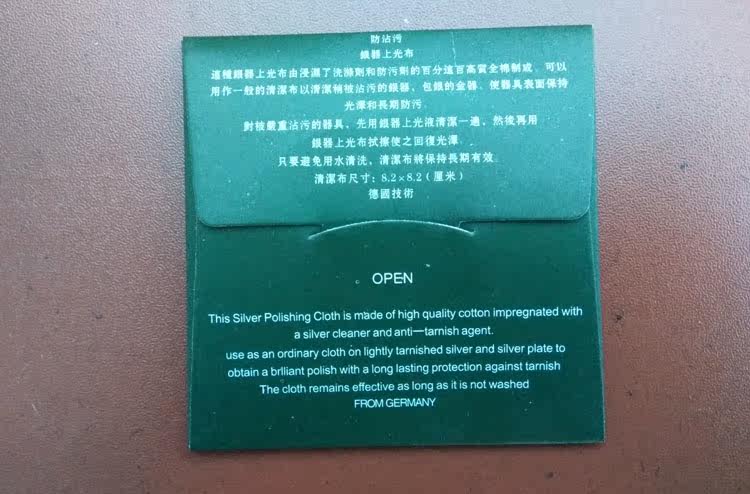 防沾污
銀器上光布
這種銀器上光布由浸濕了洗滌劑和防污劑的百分這百高質全棉制成，可以
用作一般的清潔布以清潔稍被沾污的銀器，包銀的盒器，使器具表面保持
光澤和長期防污。
對棱嚴重沾污的器具，先用銀器上光液清潔一遍，然後再用
銀器上光布拭擦使之回復光澤。
只要避免用水清洗，清潔布將保持長期有效。
清潔布尺寸：8.2×8.2（厘米）
德國技術
OPEN
This Silver Polishing Cloth is made of high quality cotton impregnated with
a silver cleaner and anti—tarnish agent.
use as an ordinary cloth on lightly tarnished silver and silver plate to
obtain a brlliant polish with a long lasting protection against tarnish
The cloth remains effective as long as it is not washed
FROM GERMANY